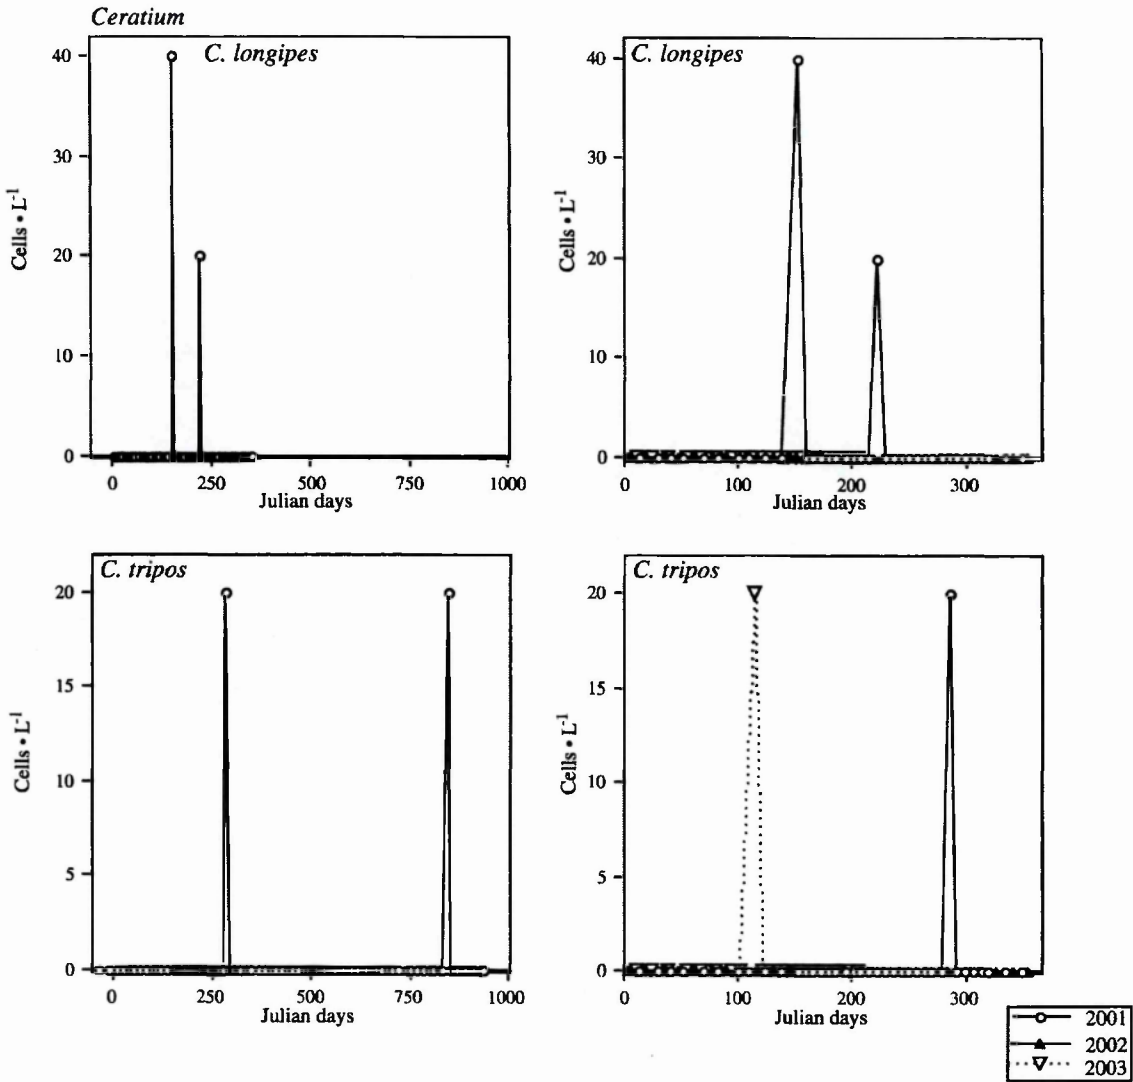 Ceratium
C. longipes
40
30
20
10
0
Cells • L-1
0 250 500 750 1000
Julian days
C. longipes
40
30
20
10
0
Cells • L-1
0 100 200 300
Julian days
C. tripos
20
15
10
5
0
Cells • L-1
0 250 500 750 1000
Julian days
C. tripos
20
15
10
5
0
Cells • L-1
0 100 200 300
Julian days
2001
2002
2003